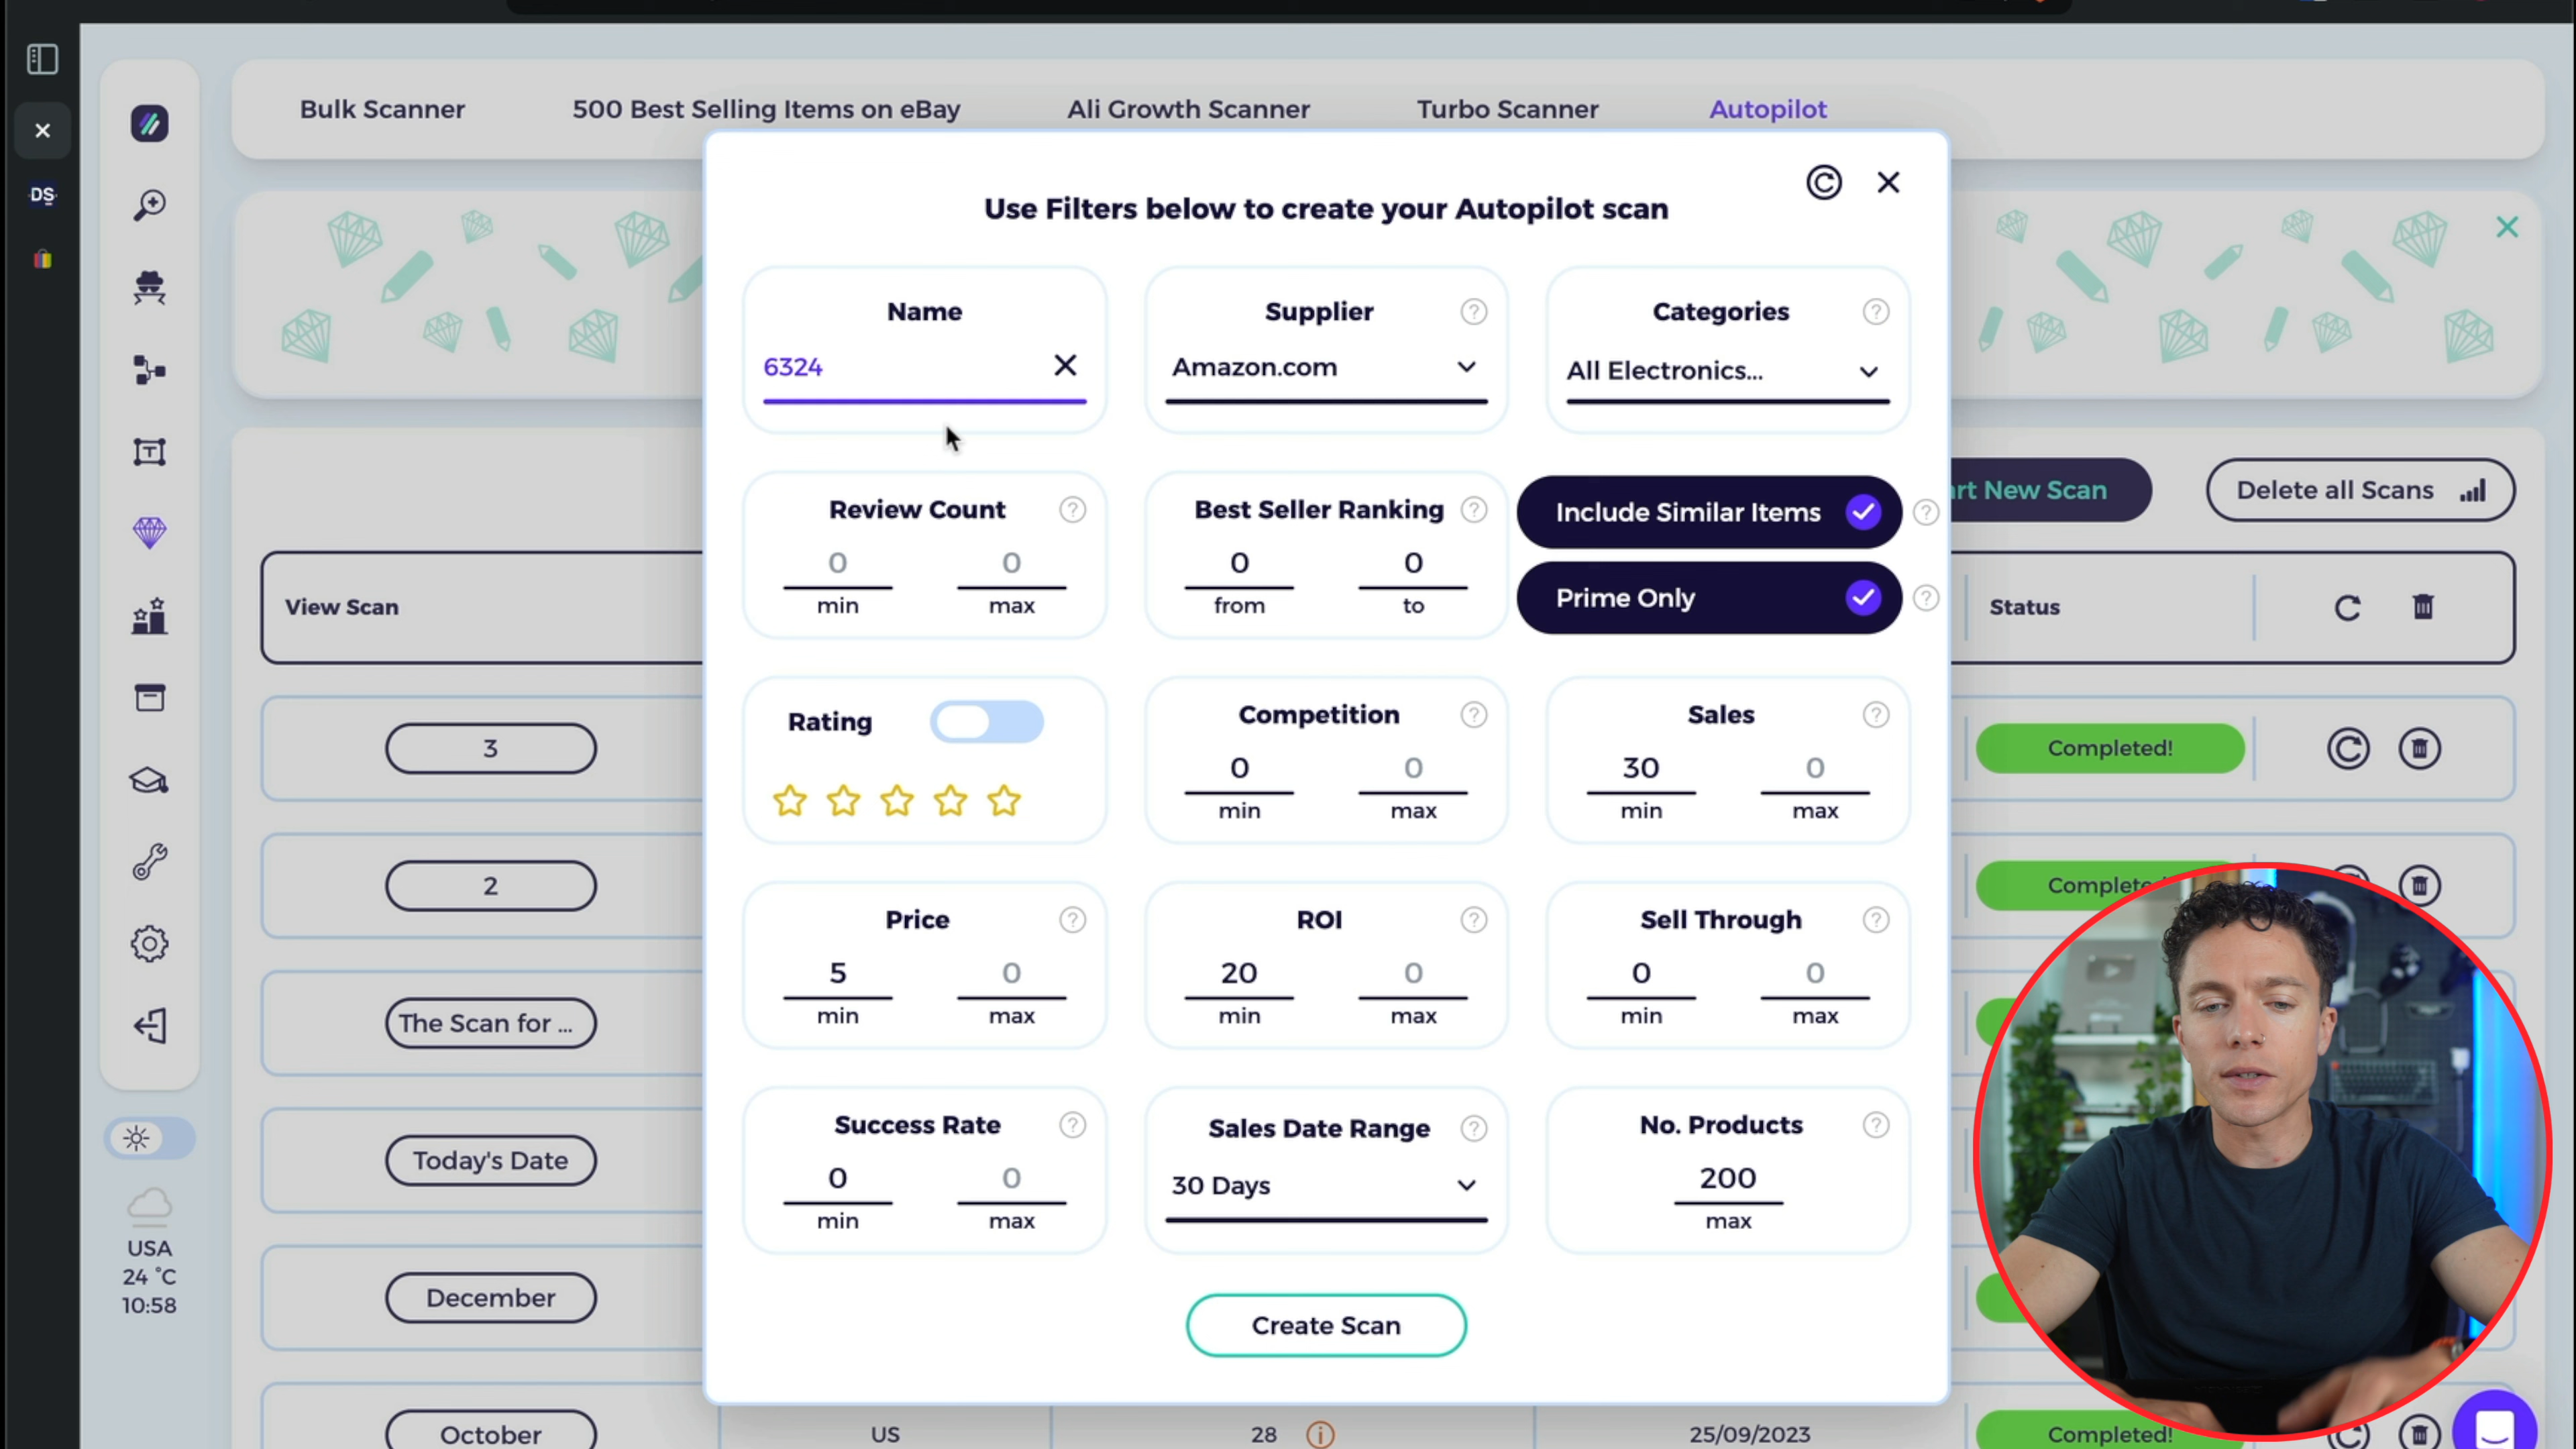 DS
Bulk Scanner 500 Best Selling Items on eBay Ali Growth Scanner Turbo Scanner Autopilot
Use Filters below to create your Autopilot scan
Name Supplier Categories
6324 Amazon.com All Electronics...
Review Count Best Seller Ranking Include Similar Items
0 0 0 0
min max from to
Prime Only
Rating Competition Sales
0 0 30 0
min max min max
Price ROI Sell Through
5 0 20 0 0 0
min max min max min max
Success Rate Sales Date Range No. Products
0 0 30 Days 200
min max max
Create Scan
rt New Scan Delete all Scans
View Scan Status
3 Completed!
2
The Scan for ...
Today's Date
December
October US 28 25/09/2023 Completed!
USA
24 °C
10:58